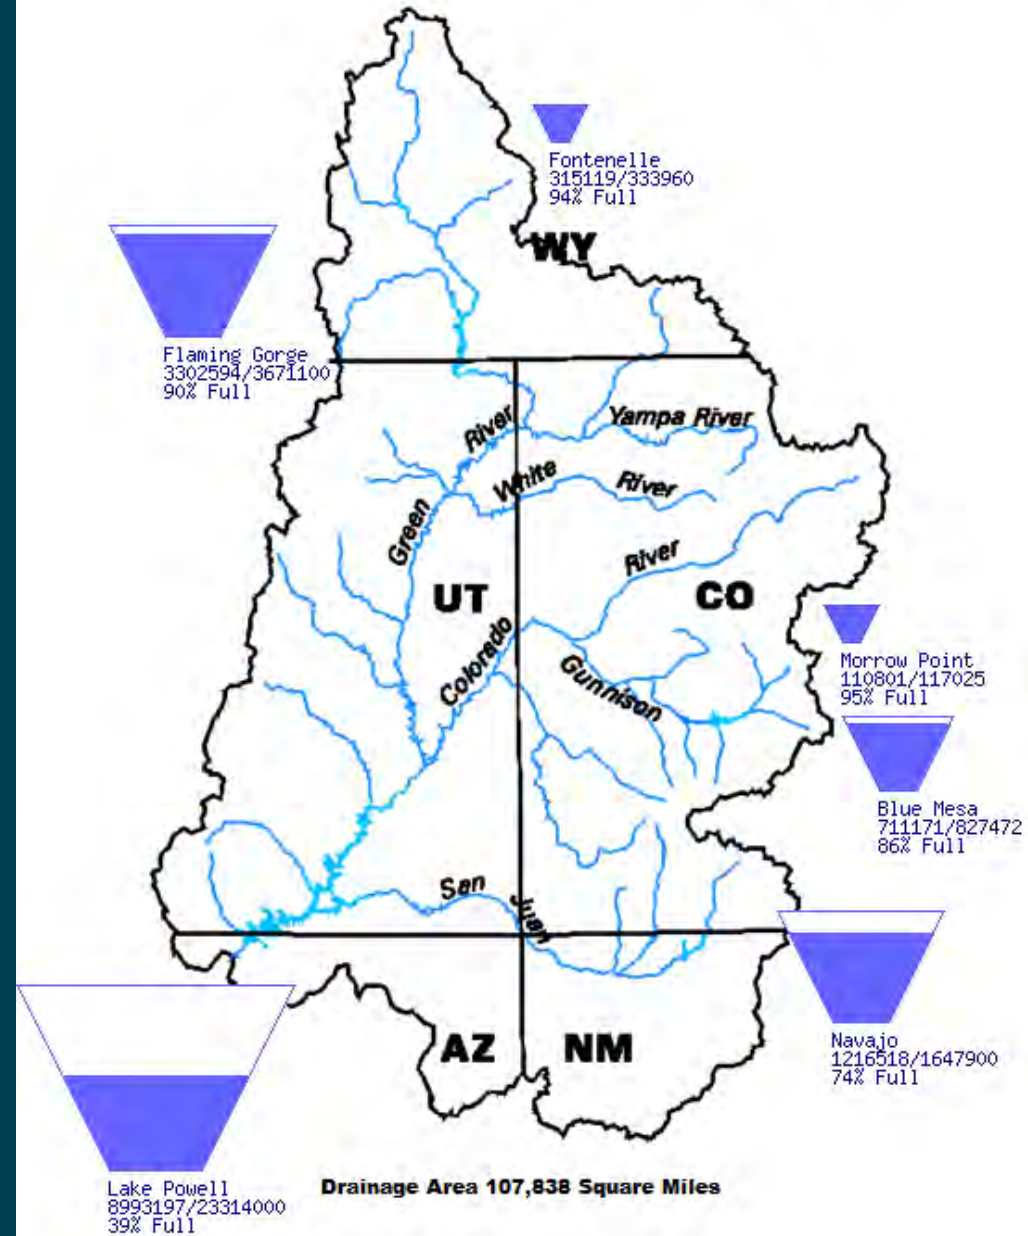 Fontenelle
315119/333960
94% Full
WY
Flaming Gorge
3302594/3671100
90% Full
Yampa River
River
White
River
Green
River
UT
CO
Colorado
Gunnison
Morrow Point
110801/117025
95% Full
Blue Mesa
711171/827472
86% Full
San
Juan
Navajo
1216518/1647900
74% Full
AZ
NM
Lake Powell
8993197/23314000
39% Full
Drainage Area 107,838 Square Miles